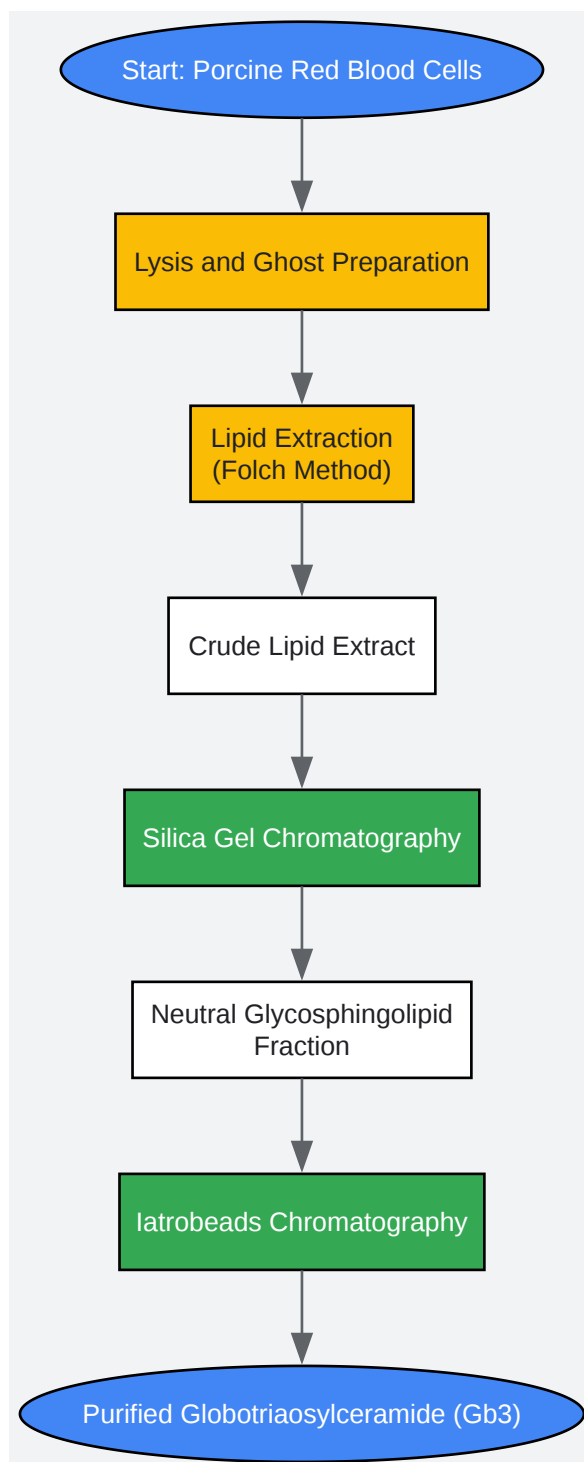 Start: Porcine Red Blood Cells
Lysis and Ghost Preparation
Lipid Extraction
(Folch Method)
Crude Lipid Extract
Silica Gel Chromatography
Neutral Glycosphingolipid
Fraction
Iatrobeads Chromatography
Purified Globotriaosylceramide (Gb3)